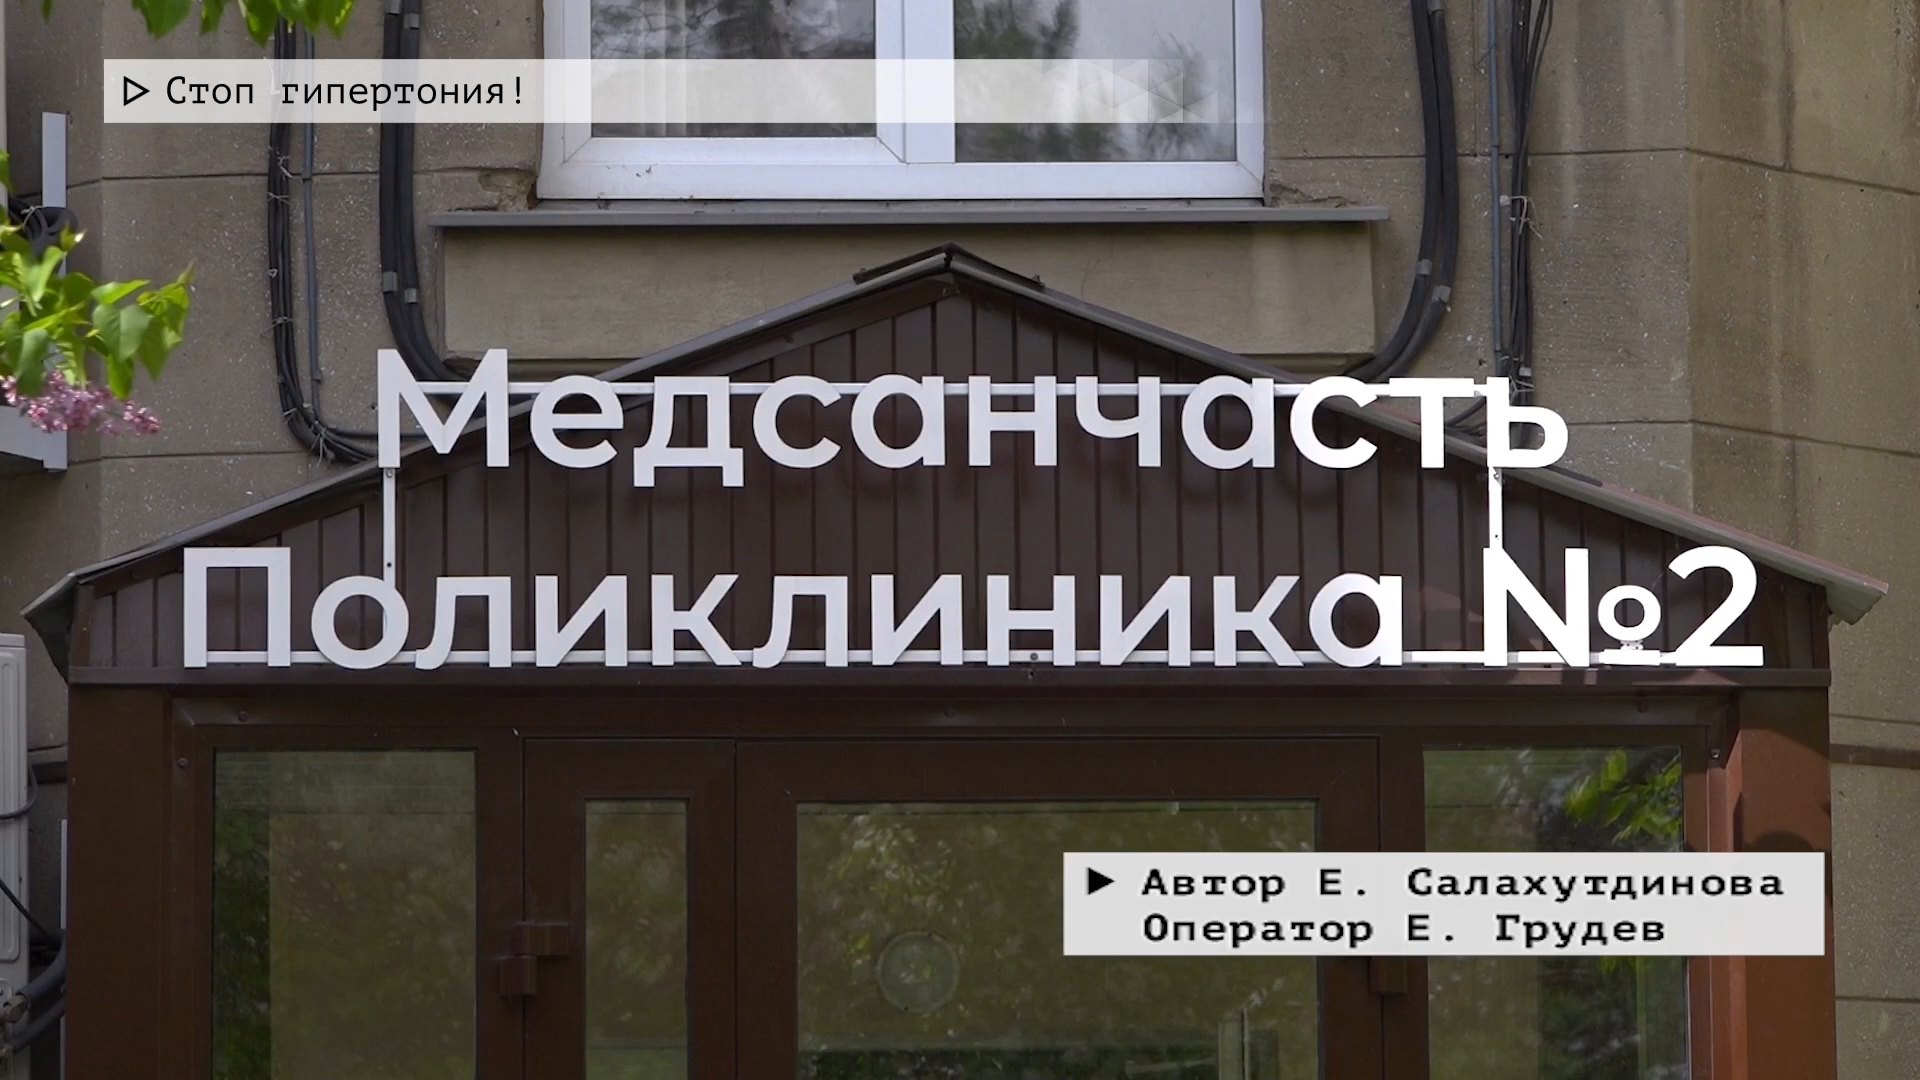 Стоп гипертония!
Медсанчасть
Поликлиника №2
Автор Е. Салахутдинова
Оператор Е. Грудев